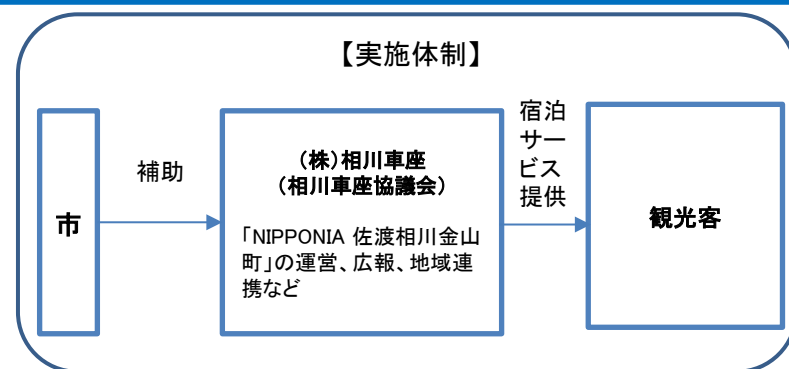 【実施体制】
市
補助
(株)相川車座
(相川車座協議会)
「NIPPONIA 佐渡相川金山
町」の運営、広報、地域連
携など
宿泊
サー
ビス
提供
観光客